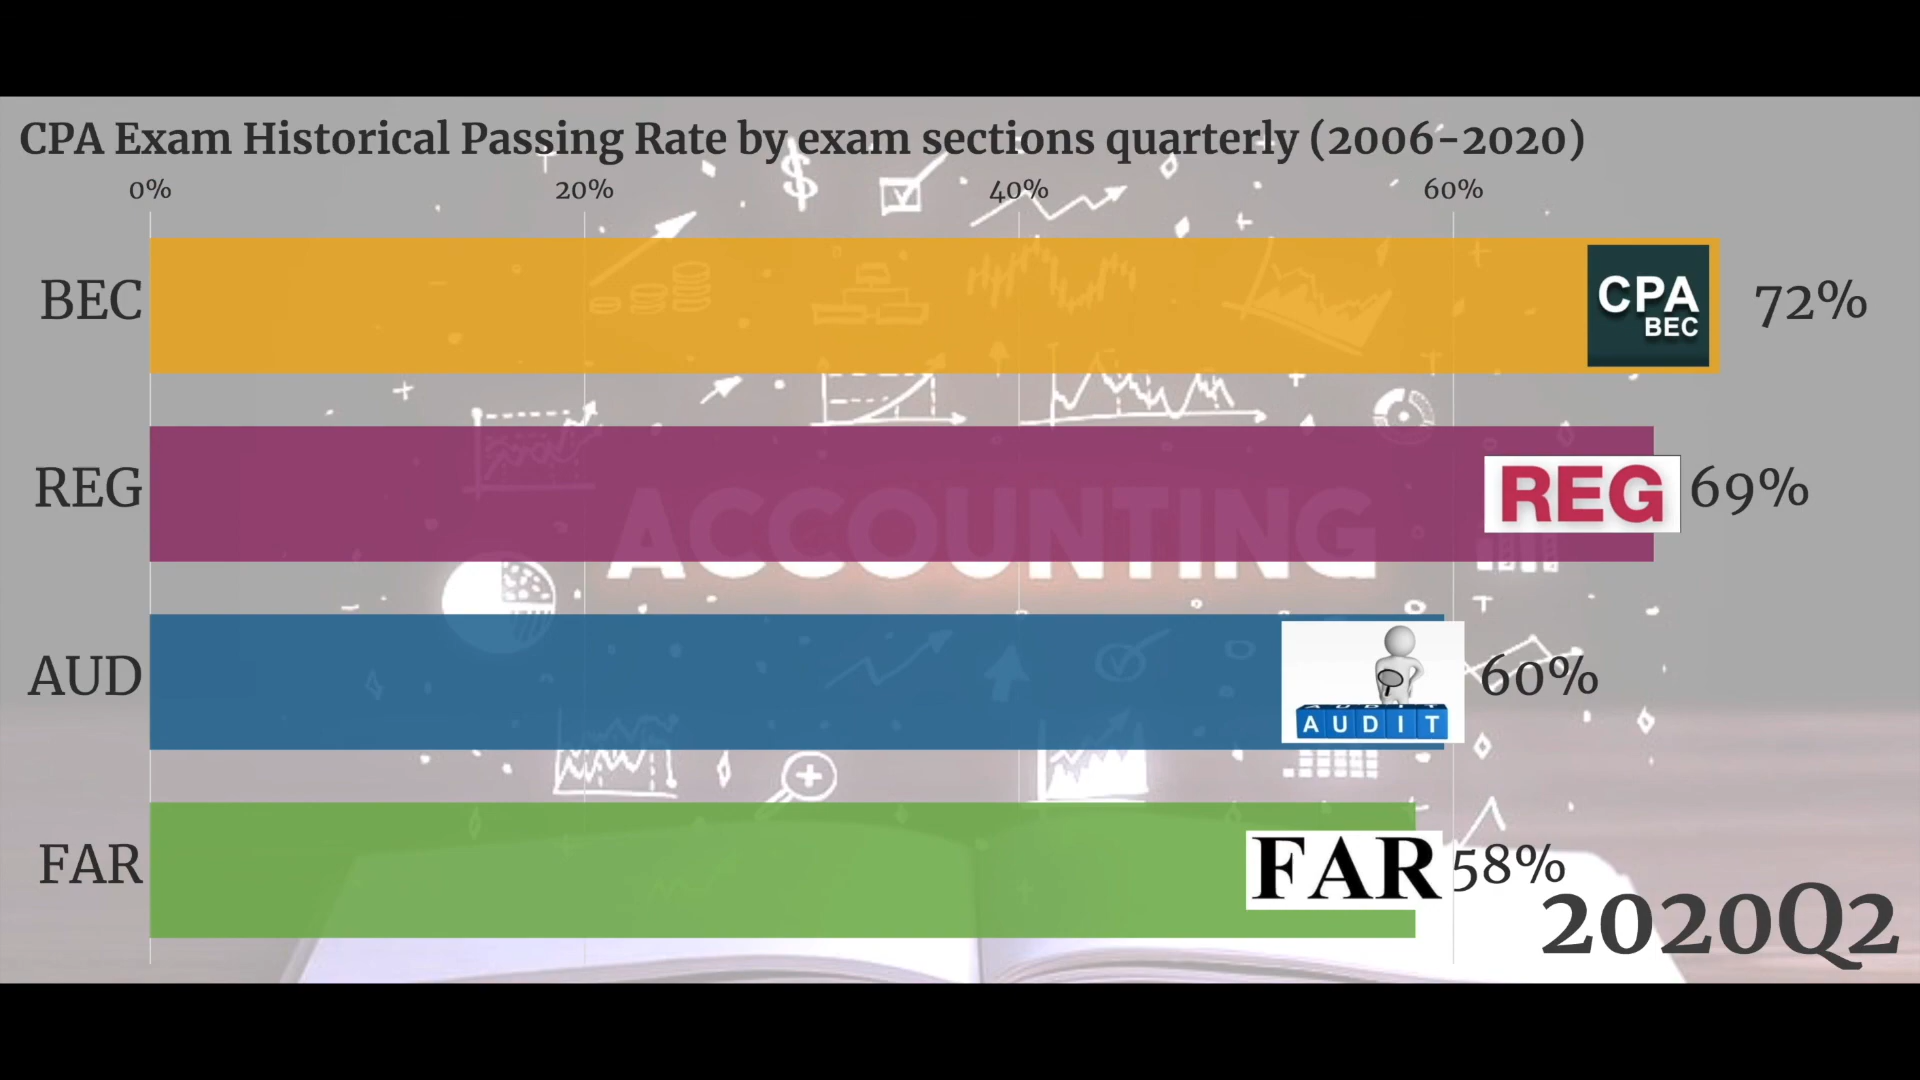 CPA Exam Historical Passing Rate by exam sections quarterly (2006-2020)
0% 20% 40% 60%
BEC CPA BEC 72%
REG REG 69%
ACCOUNTING
AUD AUDIT 60%
FAR FAR 58%
2020Q2